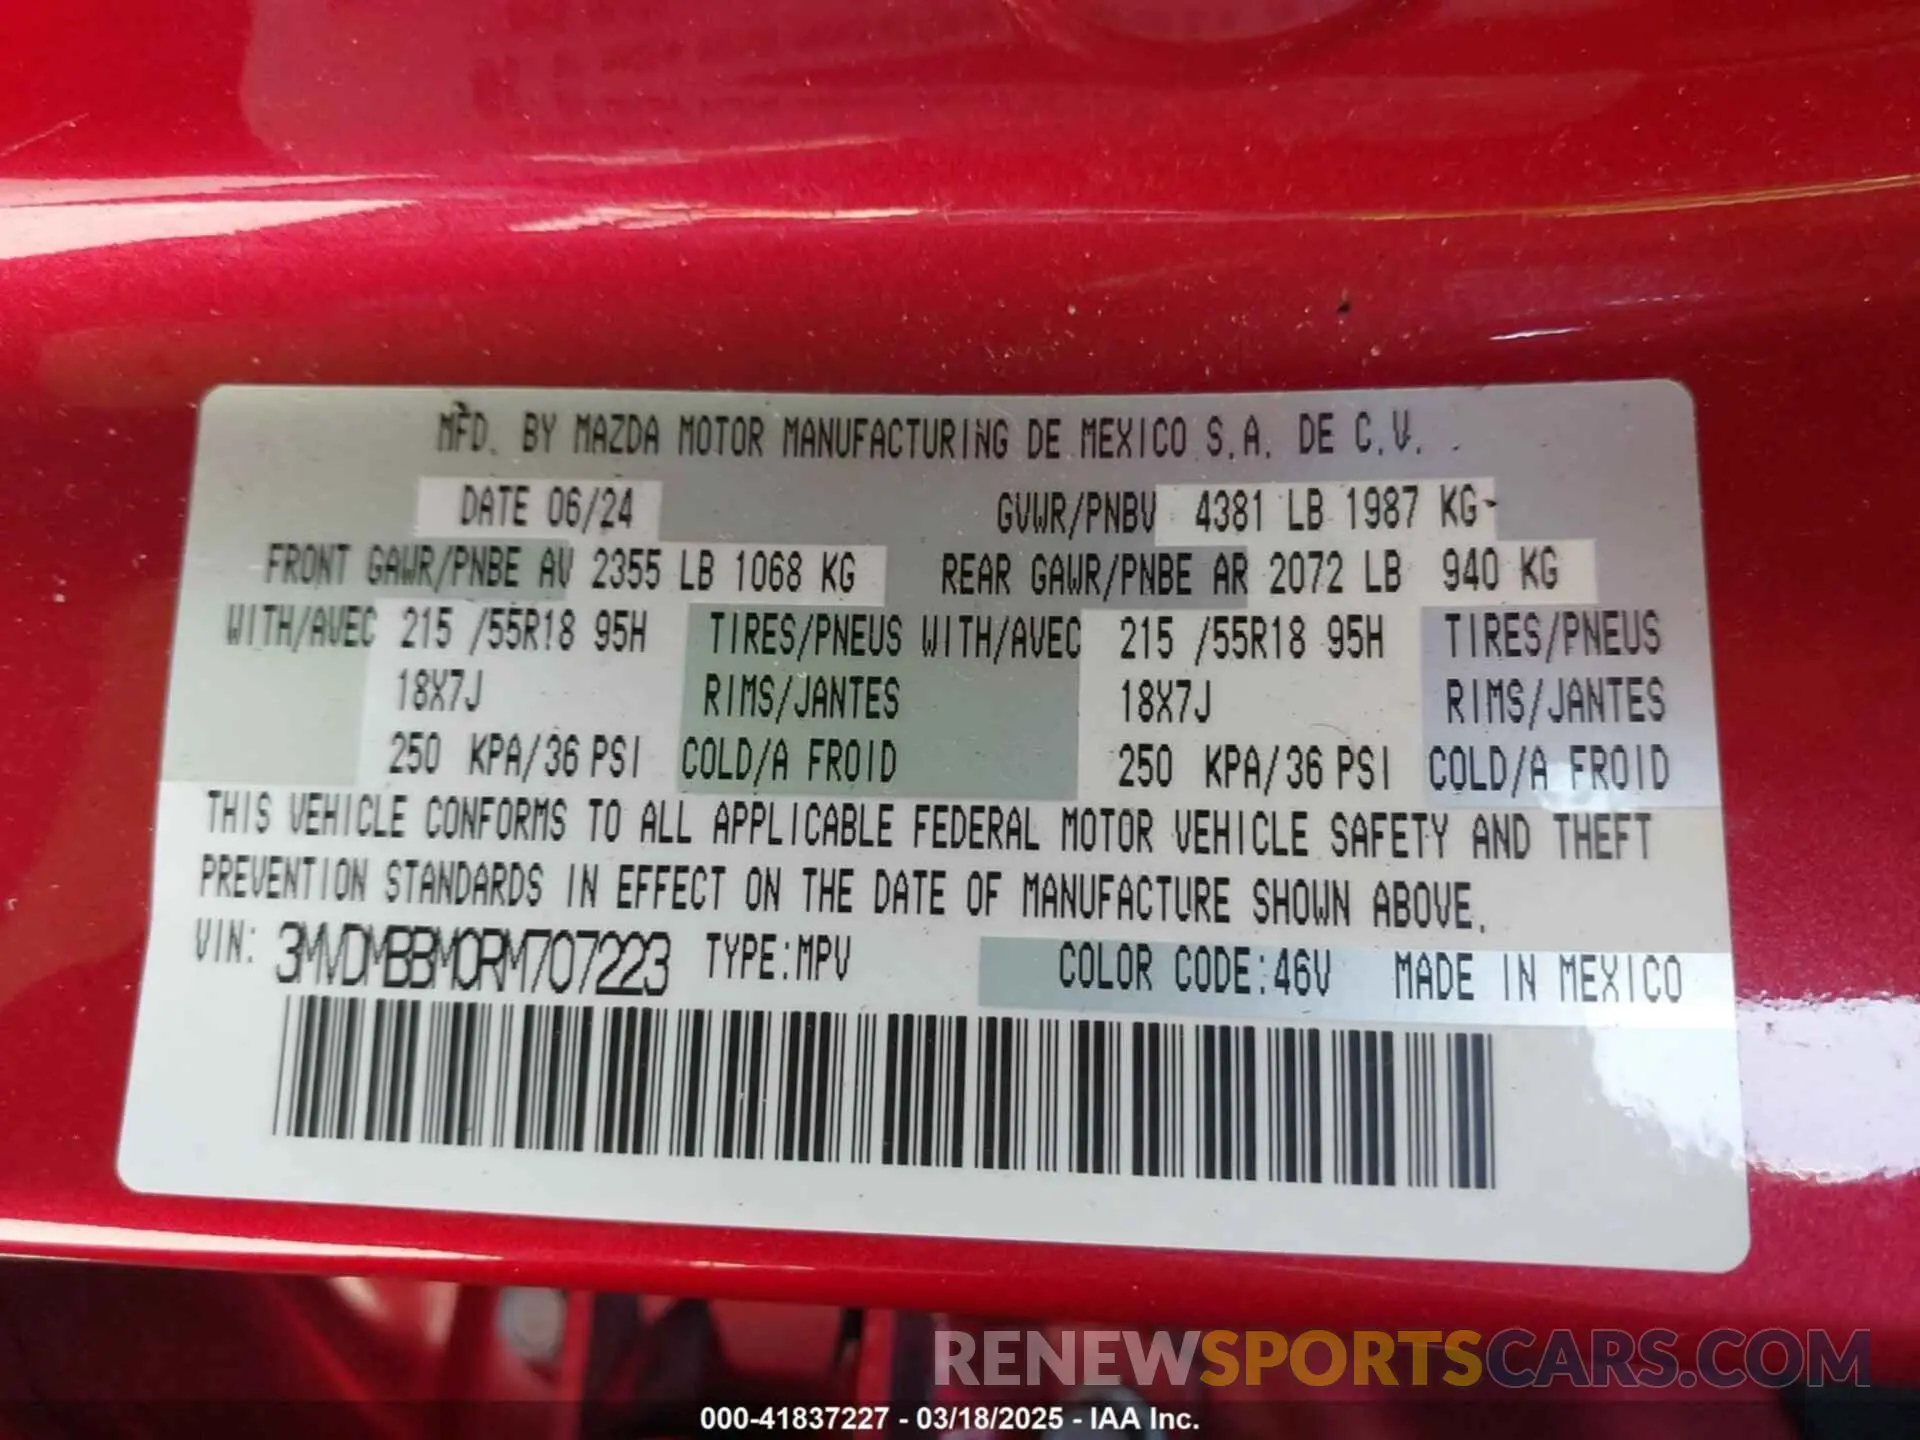 MFD. BY MAZDA MOTOR MANUFACTURING DE MEXICO S.A. DE C.V.
DATE 06/24 GVWR/PNBV 4381 LB 1987 KG
FRONT GAWR/PNBE AV 2355 LB 1068 KG REAR GAWR/PNBE AR 2072 LB 940 KG
WITH/AVEC 215 /55R18 95H TIRES/PNEUS WITH/AVEC 215 /55R18 95H TIRES/PNEUS
18X7J RIMS/JANTES 18X7J RIMS/JANTES
250 KPA/36 PSI COLD/A FROID 250 KPA/36 PSI COLD/A FROID
THIS VEHICLE CONFORMS TO ALL APPLICABLE FEDERAL MOTOR VEHICLE SAFETY AND THEFT
PREVENTION STANDARDS IN EFFECT ON THE DATE OF MANUFACTURE SHOWN ABOVE.
VIN: 3MVDMBBM0RM707223 TYPE:MPV COLOR CODE:46V MADE IN MEXICO
RENEWSPORTSCARS.COM
000-41837227 - 03/18/2025 - IAA Inc.